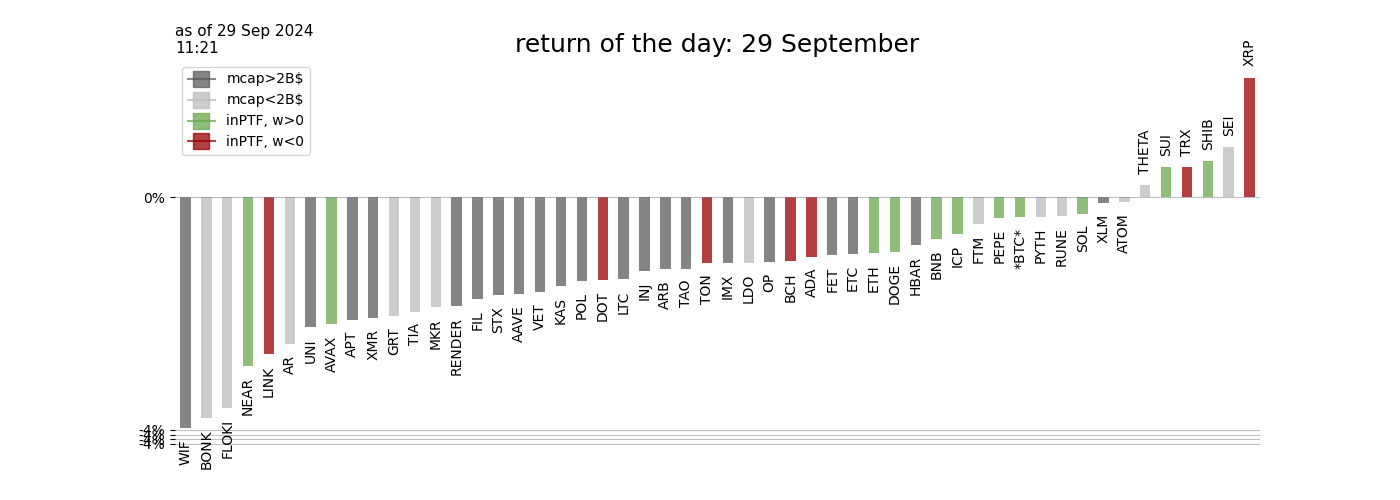 as of 29 Sep 2024
11:21
return of the day: 29 September
mcap>2B$
mcap<2B$
inPTF, w>0
inPTF, w<0
0%
-4%
-4%
-4%
-4%
WIF
BONK
FLOKI
NEAR
LINK
AR
UNI
AVAX
APT
XMR
GRT
TIA
MKR
RENDER
FIL
STX
AAVE
VET
KAS
POL
DOT
LTC
INJ
ARB
TAO
TON
IMX
LDO
OP
BCH
ADA
FET
ETC
ETH
DOGE
HBAR
BNB
ICP
FTM
PEPE
*BTC*
PYTH
RUNE
SOL
XLM
ATOM
THETA
SUI
TRX
SHIB
SEI
XRP